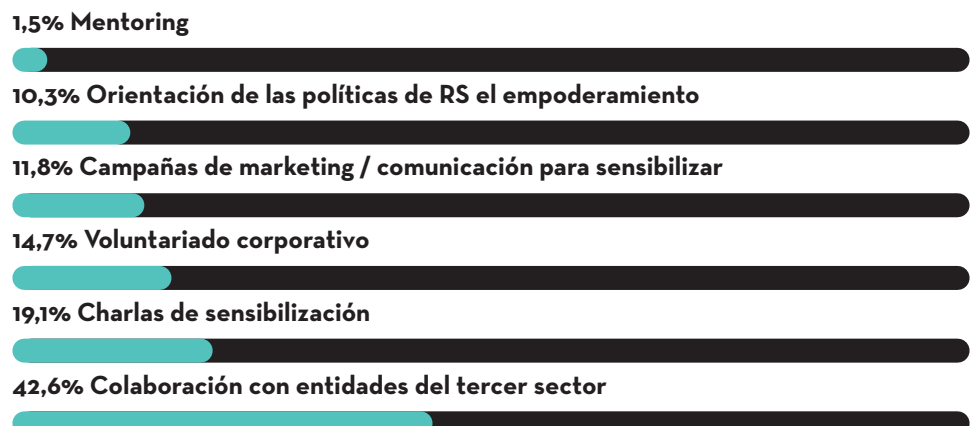 1,5% Mentoring
10,3% Orientación de las políticas de RS el empoderamiento
11,8% Campañas de marketing / comunicación para sensibilizar
14,7% Voluntariado corporativo
19,1% Charlas de sensibilización
42,6% Colaboración con entidades del tercer sector